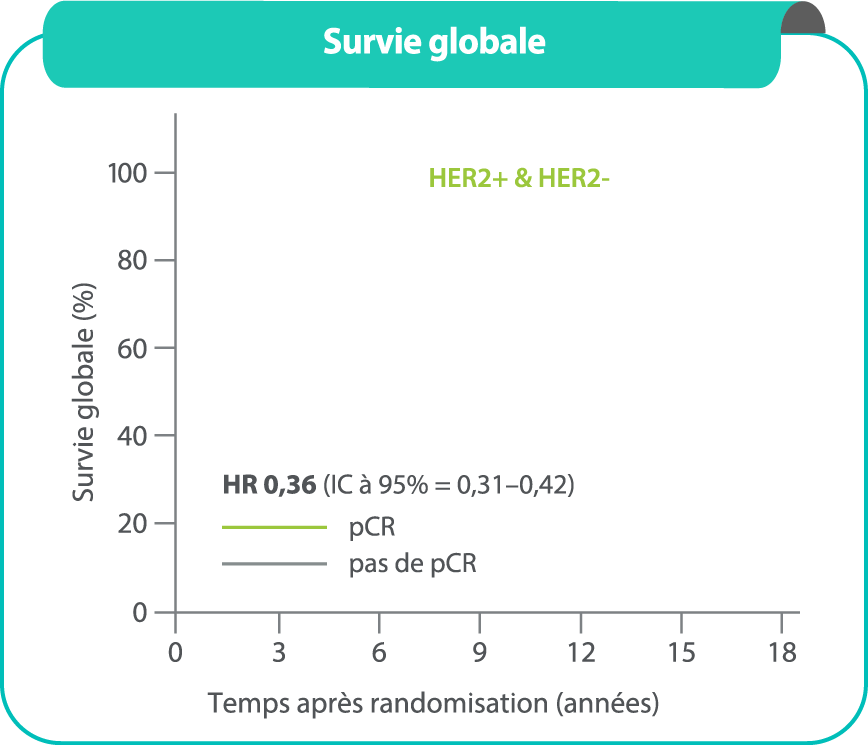 Survie globale
Survie globale (%)
100
80
60
40
20
0
HER2+ & HER2-
HR 0,36 (IC à 95% = 0,31–0,42)
pCR
pas de pCR
0 3 6 9 12 15 18
Temps après randomisation (années)